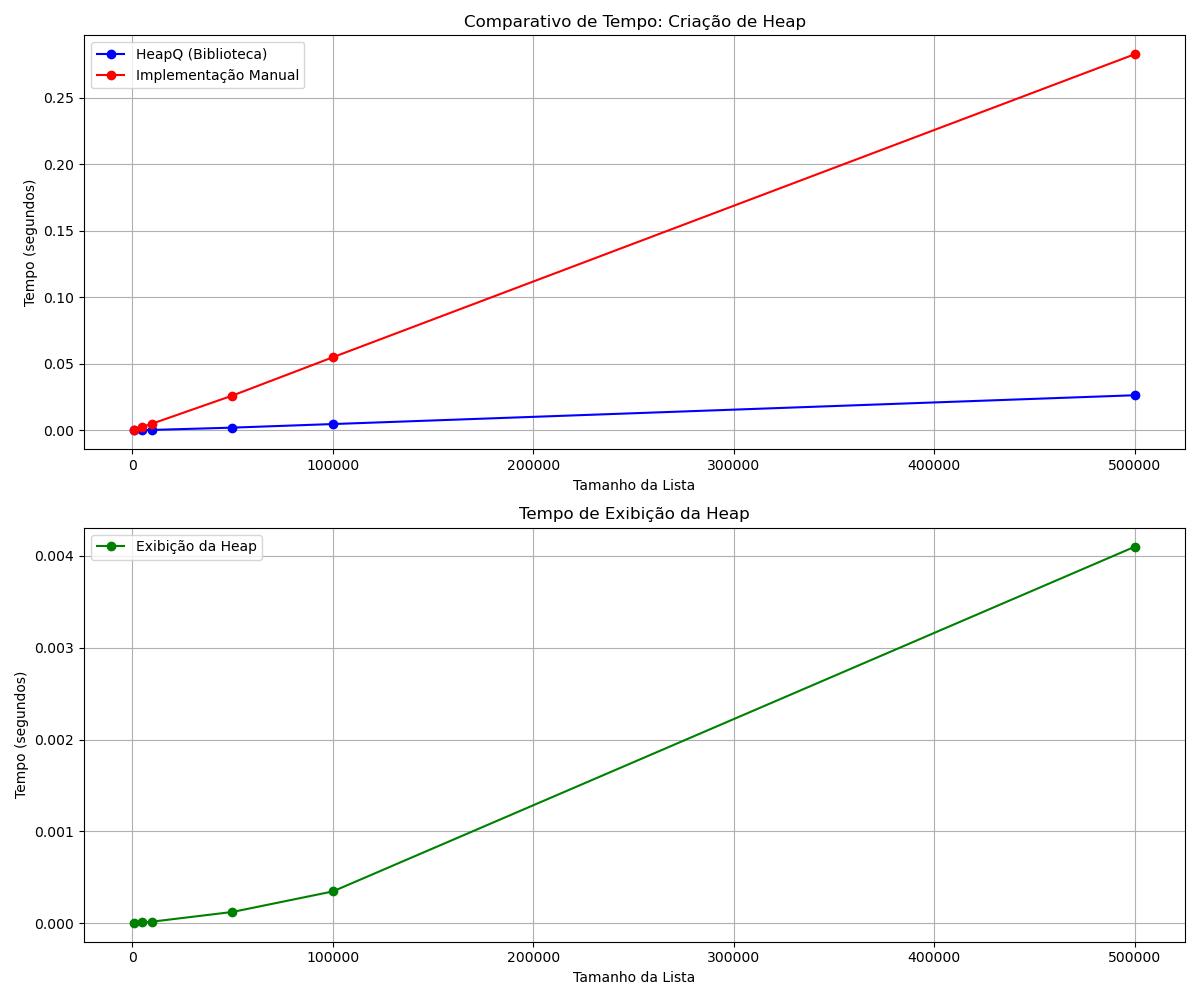 Comparativo de Tempo: Criação de Heap
HeapQ (Biblioteca)
Implementação Manual
Tempo (segundos)
0.25
0.20
0.15
0.10
0.05
0.00
0 100000 200000 300000 400000 500000
Tamanho da Lista
Tempo de Exibição da Heap
Exibição da Heap
Tempo (segundos)
0.004
0.003
0.002
0.001
0.000
0 100000 200000 300000 400000 500000
Tamanho da Lista